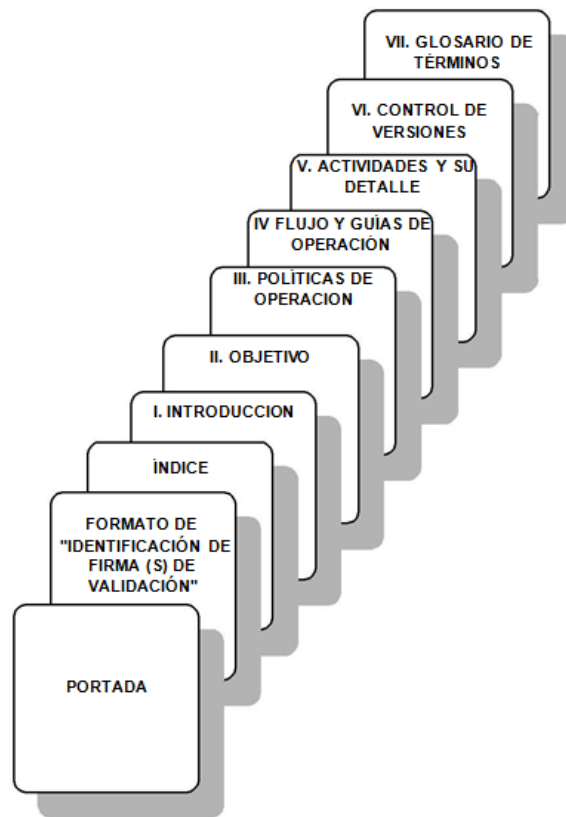 VII. GLOSARIO DE
TÉRMINOS
VI. CONTROL DE
VERSIONES
V. ACTIVIDADES Y SU
DETALLE
IV FLUJO Y GUÍAS DE
OPERACIÓN
III. POLÍTICAS DE
OPERACION
II. OBJETIVO
I. INTRODUCCION
ÍNDICE
FORMATO DE
"IDENTIFICACIÓN DE
FIRMA (S) DE
VALIDACIÓN"
PORTADA